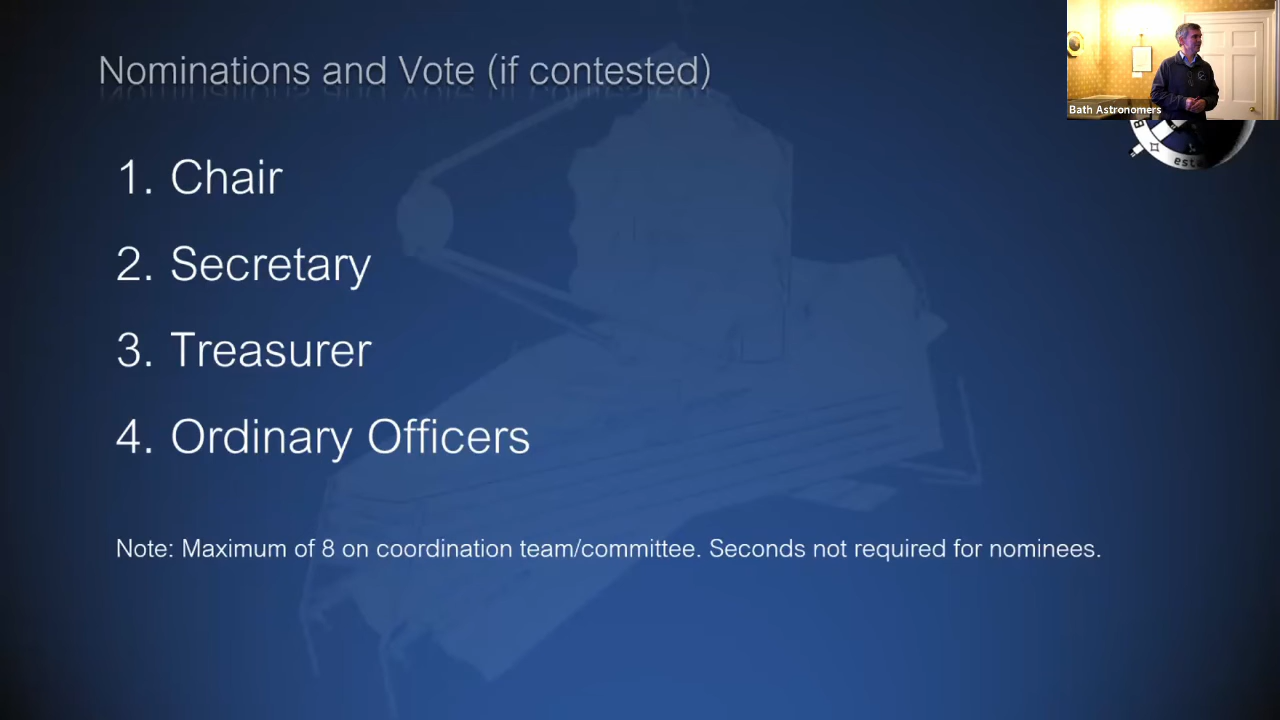 Nominations and Vote (if contested)
Bath Astronomers
1. Chair
2. Secretary
3. Treasurer
4. Ordinary Officers
Note: Maximum of 8 on coordination team/committee. Seconds not required for nominees.